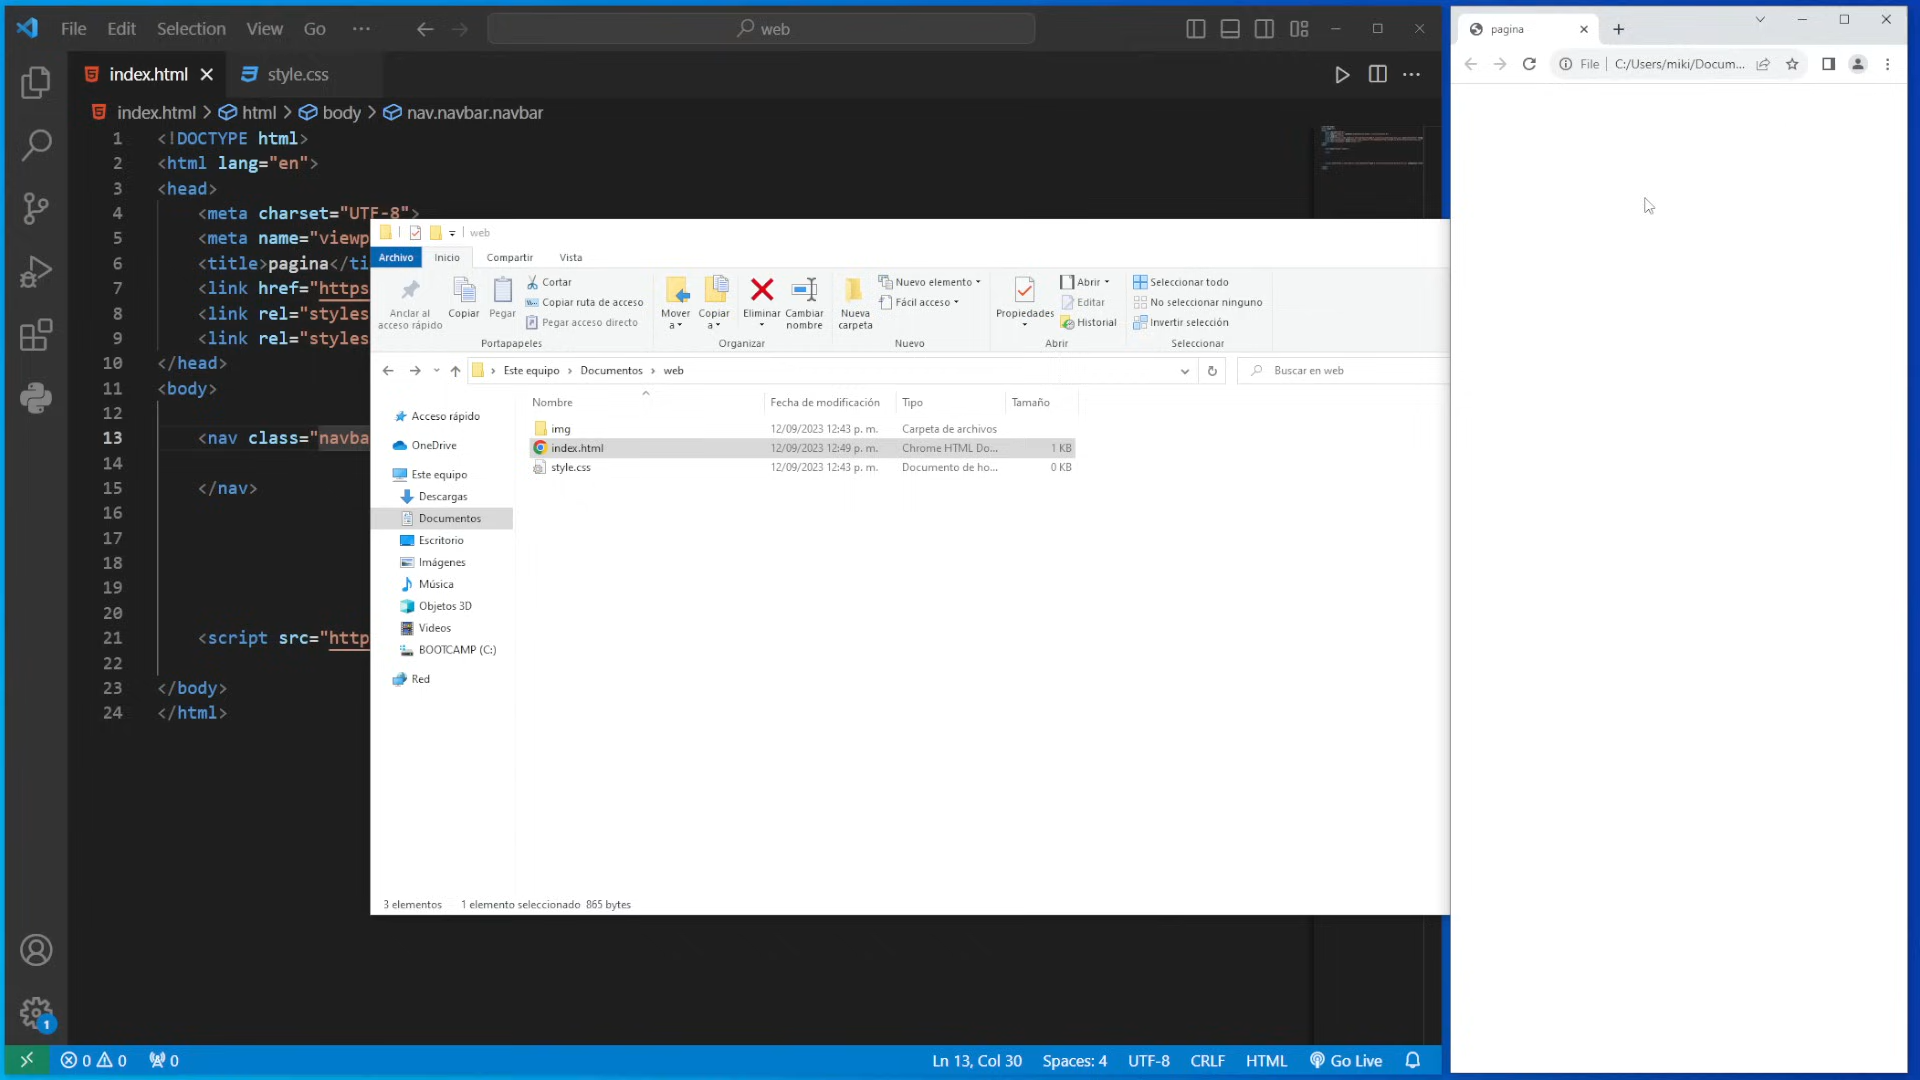 File Edit Selection View Go ··· web
index.html style.css
index.html > html > body > nav.navbar.navbar
1 <!DOCTYPE html>
2 <html lang="en">
3 <head>
4 <meta charset="UTF-8">
5 <meta name="viewp
6 <title>pagina</ti
7 <link href="https
8 <link rel="styles
9 <link rel="styles
10 </head>
11 <body>
12
13 <nav class="navba
14
15 </nav>
16
17
18
19
20
21 <script src="http
22
23 </body>
24 </html>
web
Archivo Inicio Compartir Vista
Anclar al acceso rápido
Copiar
Pegar
Cortar
Copiar ruta de acceso
Pegar acceso directo
Portapapeles
Mover a
Copiar a
Eliminar
Cambiar nombre
Organizar
Nueva carpeta
Nuevo elemento
Fácil acceso
Nuevo
Propiedades
Abrir
Editar
Historial
Abrir
Seleccionar todo
No seleccionar ninguno
Invertir selección
Seleccionar
Este equipo > Documentos > web
Buscar en web
Acceso rápido
OneDrive
Este equipo
Descargas
Documentos
Escritorio
Imágenes
Música
Objetos 3D
Videos
BOOTCAMP (C:)
Red
Nombre Fecha de modificación Tipo Tamaño
img 12/09/2023 12:43 p. m. Carpeta de archivos
index.html 12/09/2023 12:49 p. m. Chrome HTML Do... 1 KB
style.css 12/09/2023 12:43 p. m. Documento de ho... 0 KB
3 elementos 1 elemento seleccionado 865 bytes
1
0 0 0 Ln 13, Col 30 Spaces: 4 UTF-8 CRLF HTML Go Live
pagina
File | C:/Users/miki/Docum...